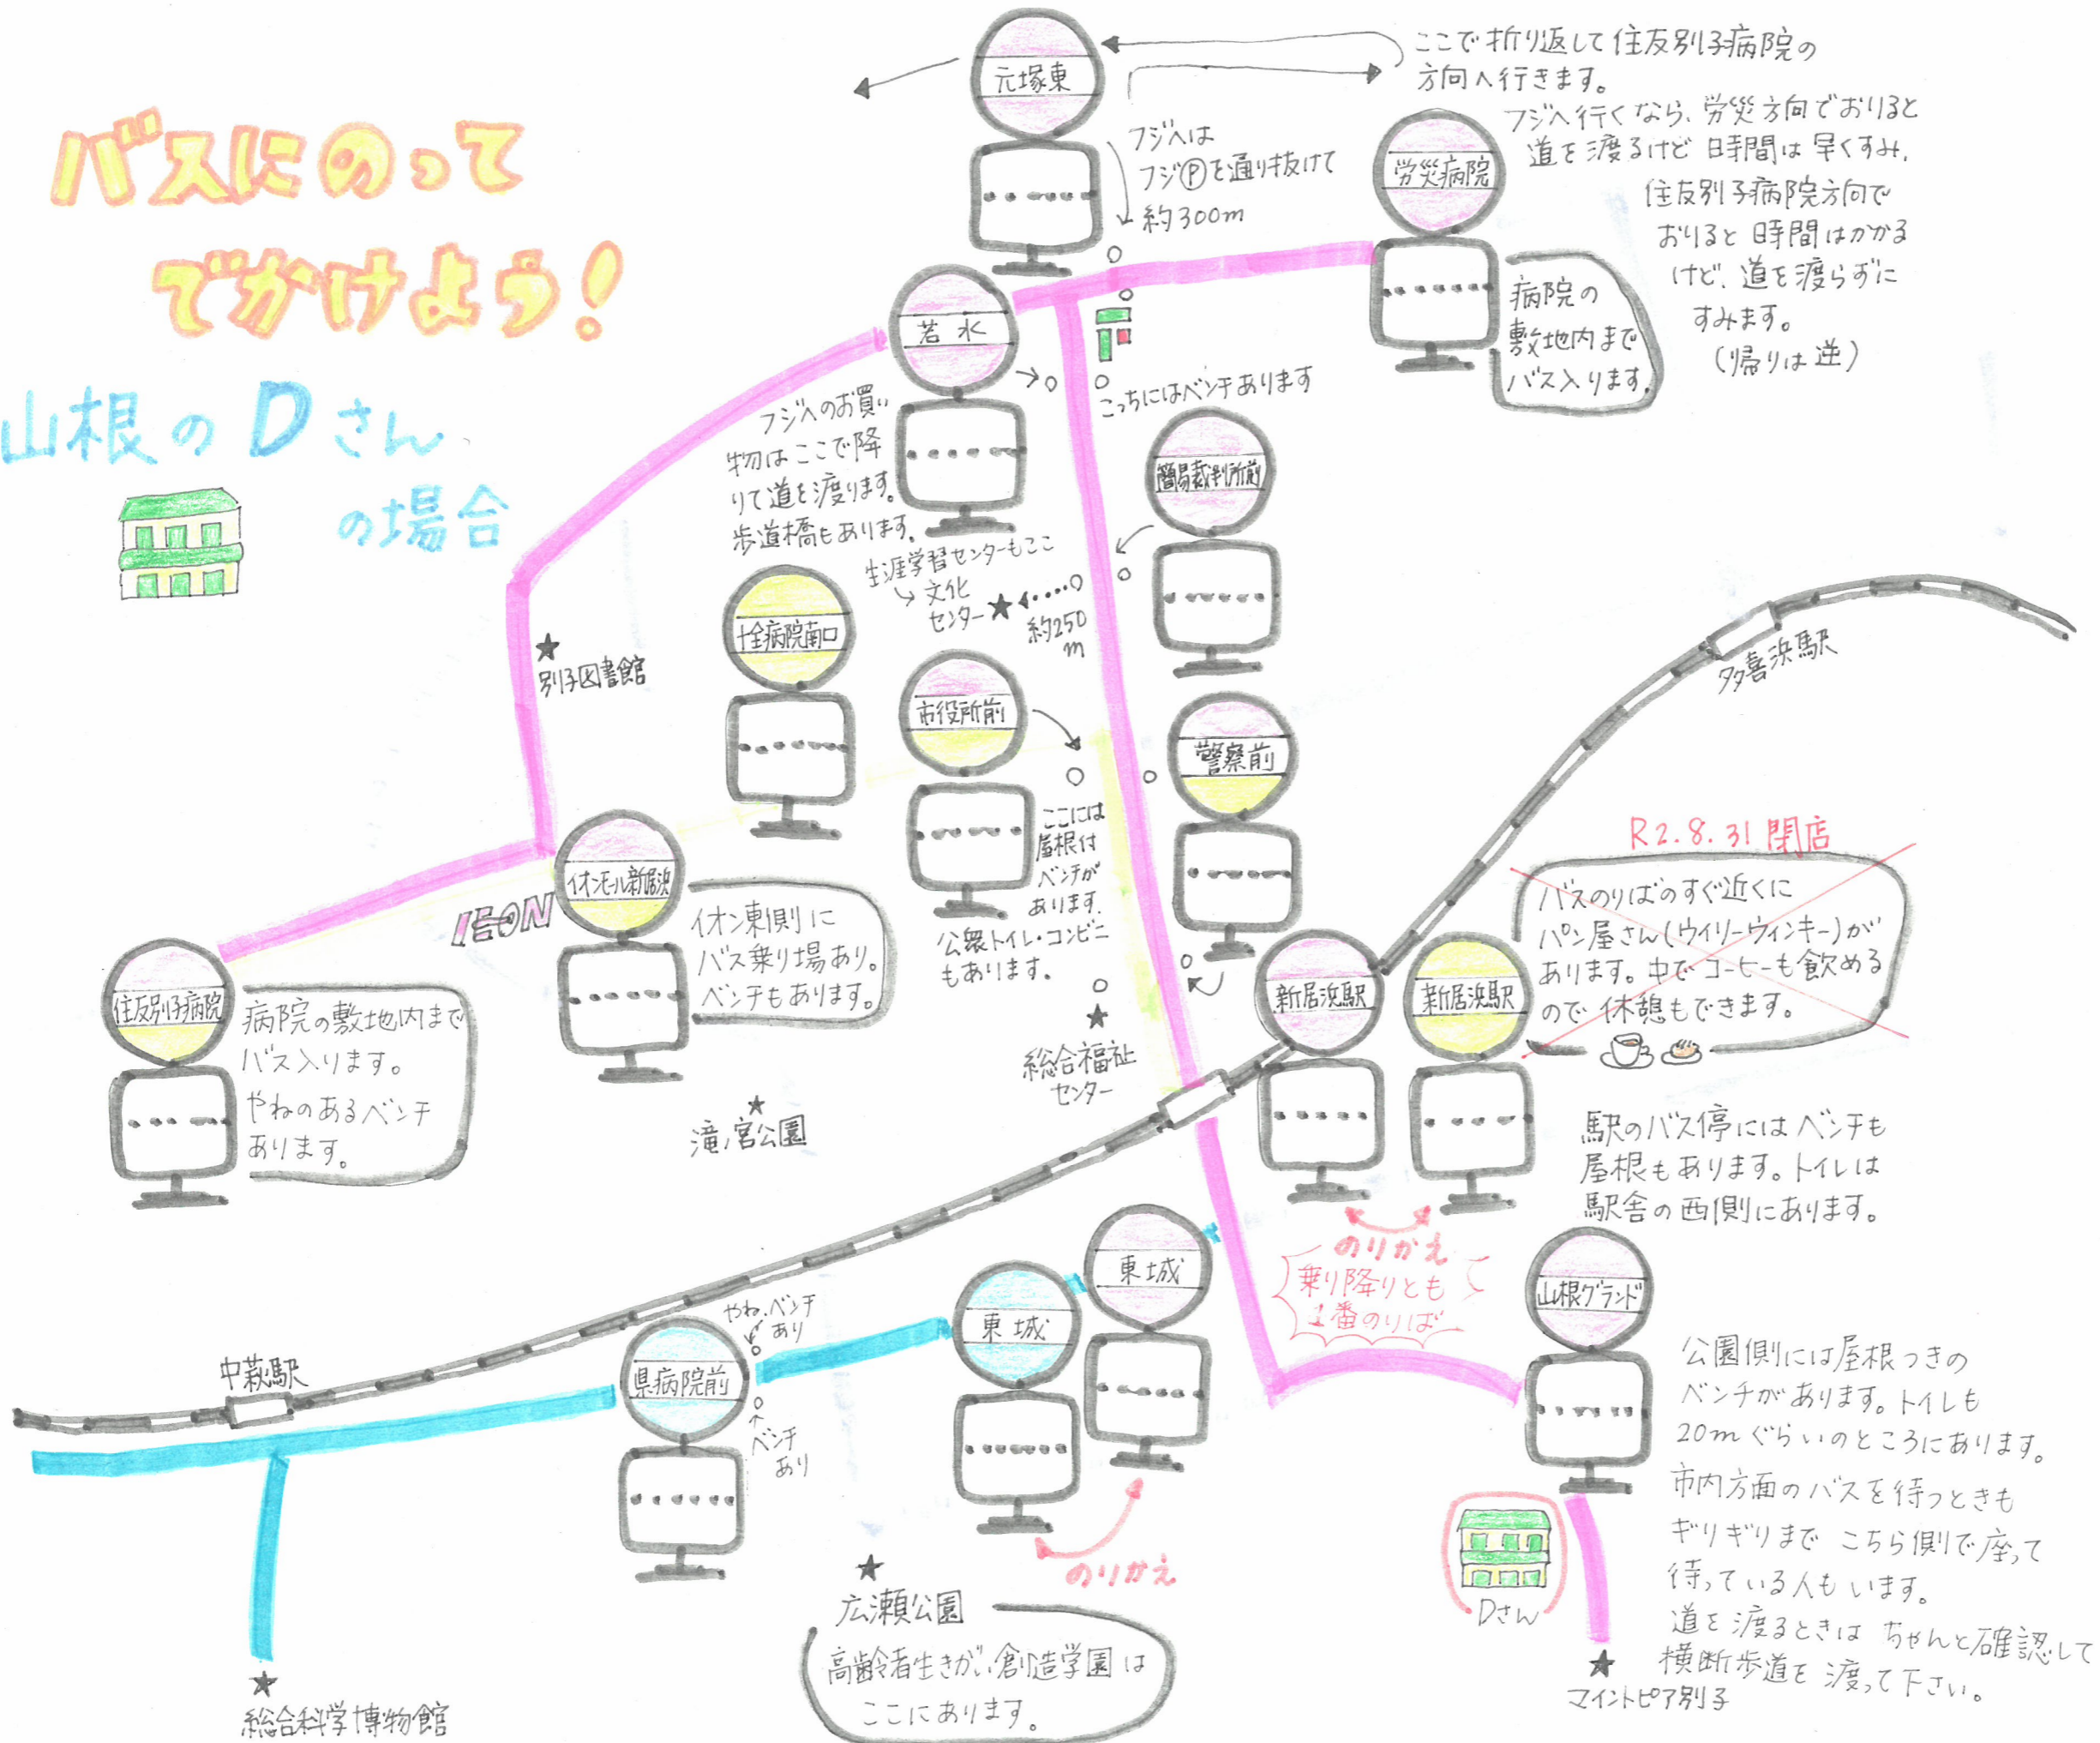 バスにのって
でかけよう!
山根のDさん
の場合
元塚東
ここで折り返して住友別子病院の
方向へ行きます。
フジへは
フジⓅを通り抜けて
約300m
労災病院
フジへ行くなら、労災方向でおりると
道を渡るけど時間は早くすみ、
住友別子病院方向で
おりると時間はかかる
けど、道を渡らずに
すみます。
(帰りは逆)
病院の
敷地内まで
バス入ります。
若水
こっちにはベンチあります
フジへのお買い
物はここで降
りて道を渡ります。
歩道橋もあります。
簡易裁判所前
生涯学習センターもここ
文化
センター★
約250
m
十全病院南口
★
別子図書館
市役所前
警察前
多喜浜駅
ここには
屋根付
ベンチが
あります。
公衆トイレ・コンビニ
もあります。
イオンモール新居浜
AEON
イオン東側に
バス乗り場あり。
ベンチもあります。
R2.8.31閉店
バスのりばのすぐ近くに
パン屋さん(ウィリーウィンキー)が
あります。中でコーヒーも飲める
ので休憩もできます。
住友別子病院
病院の敷地内まで
バス入ります。
やねのあるベンチ
あります。
新居浜駅
新居浜駅
★
総合福祉
センター
★
滝ノ宮公園
駅のバス停にはベンチも
屋根もあります。トイレは
駅舎の西側にあります。
のりかえ
乗り降りとも
1番のりば
東城
東城
山根グランド
やね、ベンチ
あり
県病院前
ベンチ
あり
中萩駅
公園側には屋根つきの
ベンチがあります。トイレも
20mぐらいのところにあります。
市内方面のバスを待つときも
ギリギリまでこちら側で座って
待っている人もいます。
道を渡るときはちゃんと確認して
横断歩道を渡って下さい。
のりかえ
Dさん
★
広瀬公園
高齢者生きがい創造学園は
ここにあります。
★
マイントピア別子
★
総合科学博物館